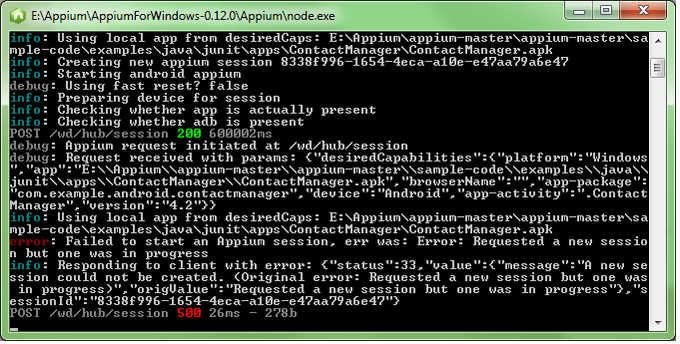 E:\Appium\AppiumForWindows-0.12.0\Appium\node.exe
info: Using local app from desiredCaps: E:\Appium\appium-master\appium-master\sa
mple-code\examples\java\junit\apps\ContactManager\ContactManager.apk
info: Creating new appium session 8338f996-1654-4eca-a10e-e47aa79a6e47
info: Starting android appium
debug: Using fast reset? false
info: Preparing device for session
info: Checking whether app is actually present
info: Checking whether adb is present
POST /wd/hub/session 200 600002ms
debug: Appium request initiated at /wd/hub/session
debug: Request received with params: {"desiredCapabilities":{"platform":"Windows
","app":"E:\\Appium\\appium-master\\appium-master\\sample-code\\examples\\java\\
junit\\apps\\ContactManager\\ContactManager.apk","browserName":"","app-package":
"com.example.android.contactmanager","device":"Android","app-activity":".Contact
Manager","version":"4.2"}}
info: Using local app from desiredCaps: E:\Appium\appium-master\appium-master\sa
mple-code\examples\java\junit\apps\ContactManager\ContactManager.apk
error: Failed to start an Appium session, err was: Error: Requested a new sessio
n but one was in progress
info: Responding to client with error: {"status":33,"value":{"message":"A new se
ssion could not be created. (Original error: Requested a new session but one was
 in progress)","origValue":"Requested a new session but one was in progress"},"s
essionId":"8338f996-1654-4eca-a10e-e47aa79a6e47"}
POST /wd/hub/session 500 26ms - 278b